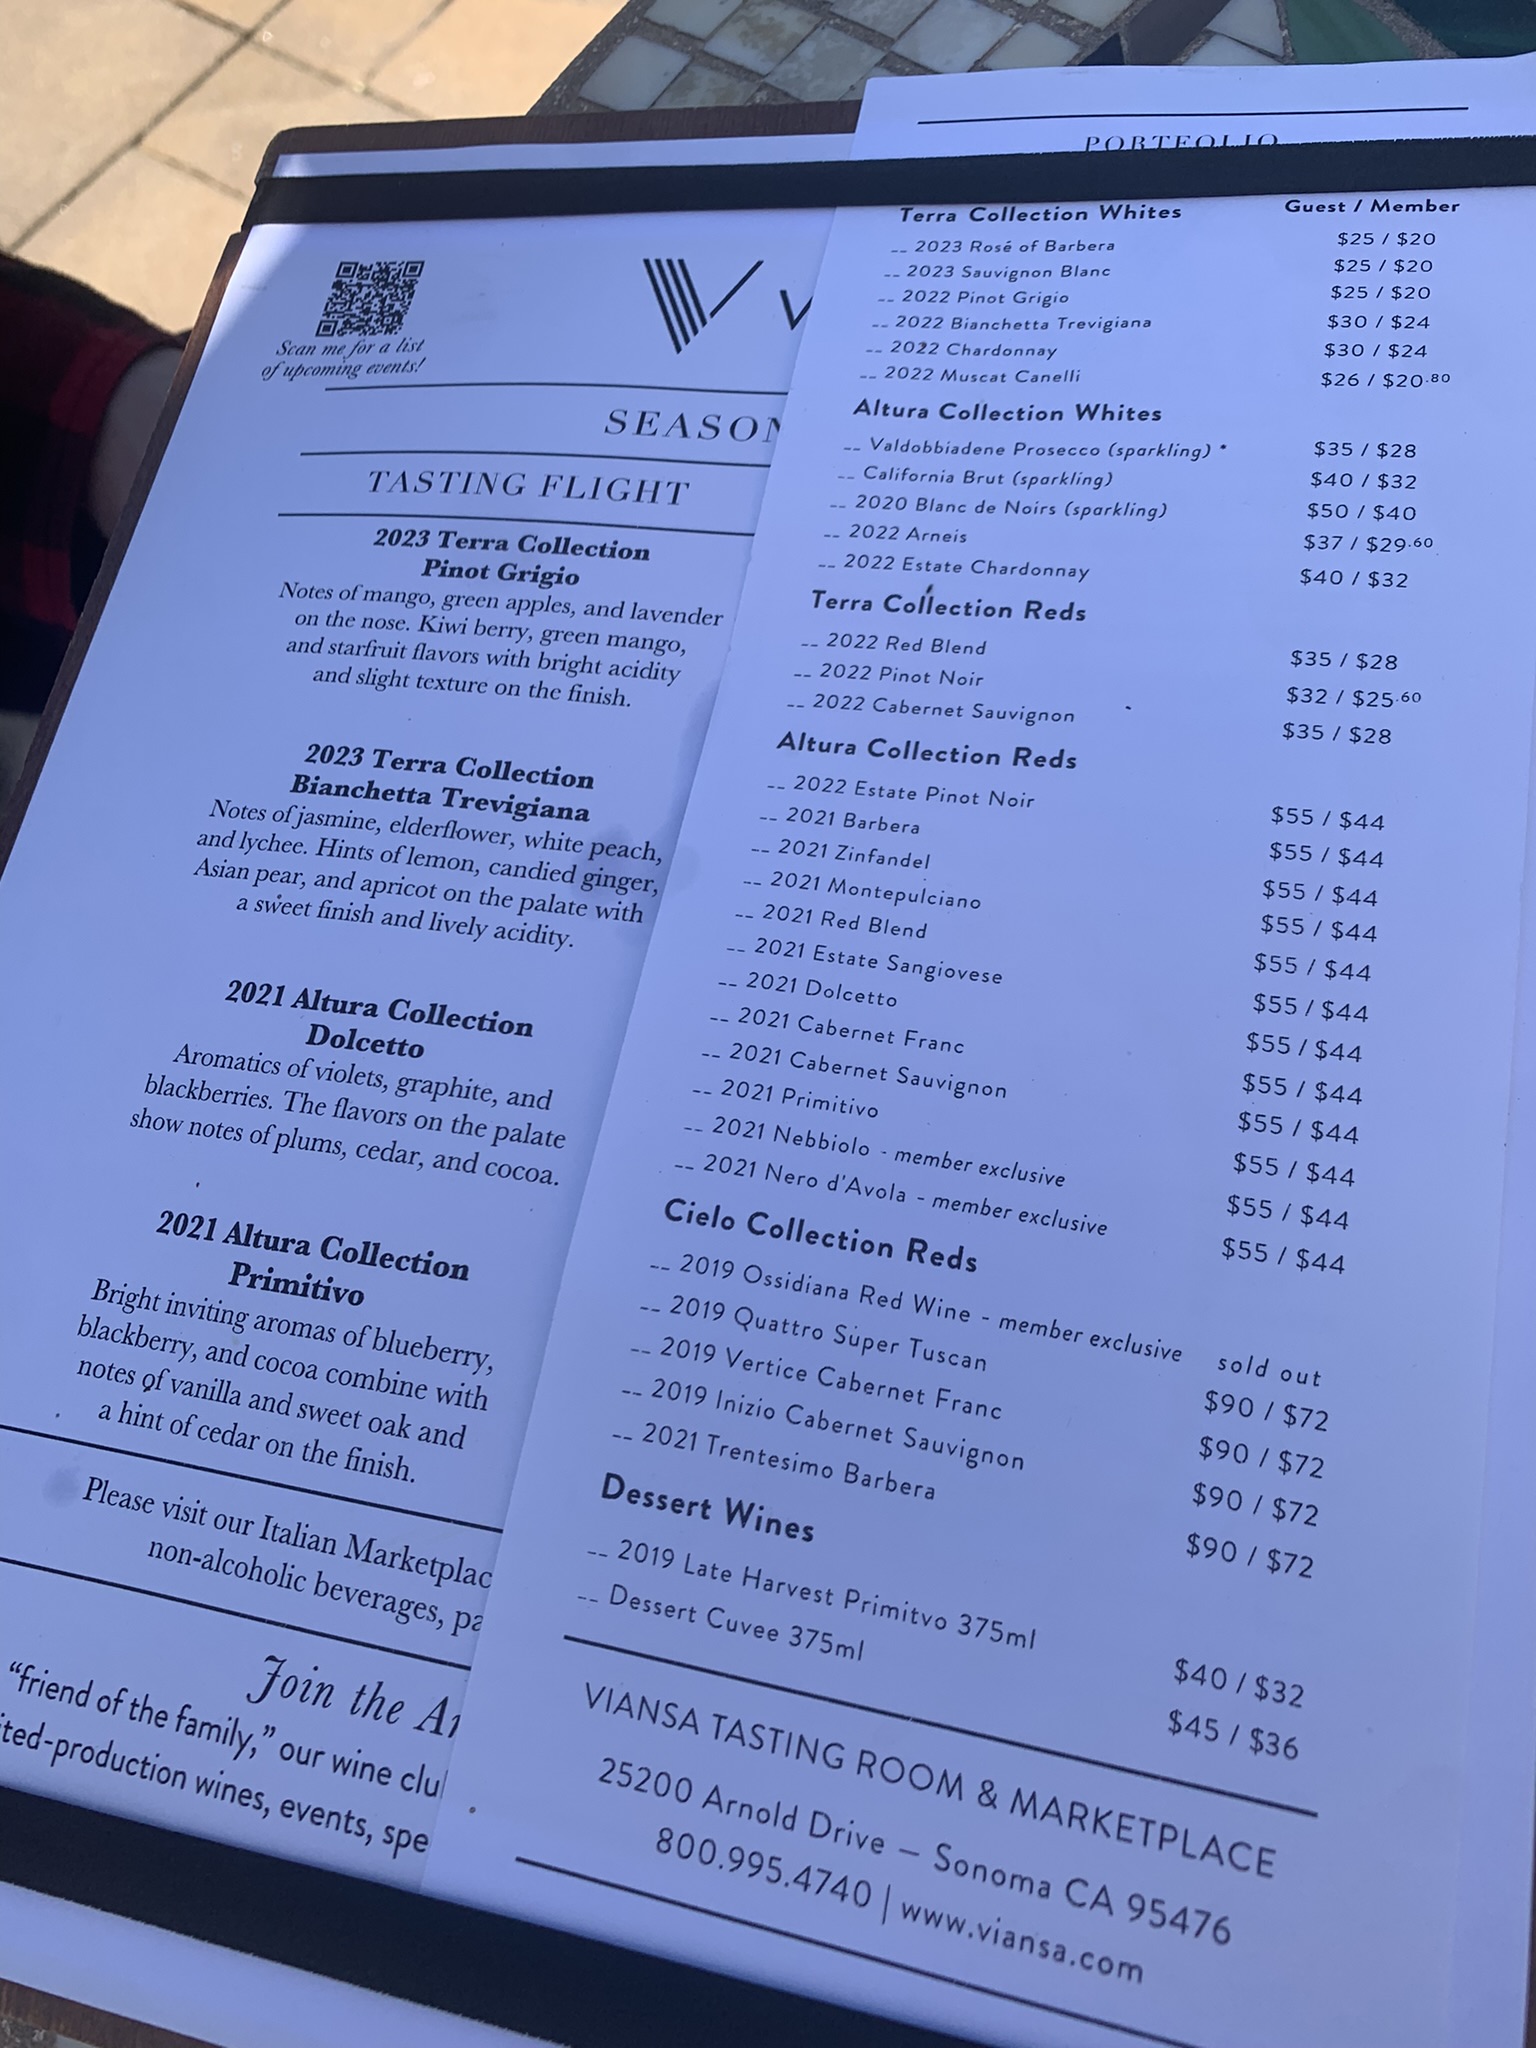 Scan me for a list
of upcoming events!
SEASON
TASTING FLIGHT
2023 Terra Collection
Pinot Grigio
Notes of mango, green apples, and lavender
on the nose. Kiwi berry, green mango,
and starfruit flavors with bright acidity
and slight texture on the finish.
2023 Terra Collection
Bianchetta Trevigiana
Notes of jasmine, elderflower, white peach,
and lychee. Hints of lemon, candied ginger,
Asian pear, and apricot on the palate with
a sweet finish and lively acidity.
2021 Altura Collection
Dolcetto
Aromatics of violets, graphite, and
blackberries. The flavors on the palate
show notes of plums, cedar, and cocoa.
2021 Altura Collection
Primitivo
Bright inviting aromas of blueberry,
blackberry, and cocoa combine with
notes of vanilla and sweet oak and
a hint of cedar on the finish.
Please visit our Italian Marketplac
non-alcoholic beverages, pa
Join the
"friend of the family," our wine clu
ted-production wines, events, spe
PORTFOLIO
Terra Collection Whites Guest / Member
-- 2023 Rosé of Barbera $25 / $20
-- 2023 Sauvignon Blanc $25 / $20
-- 2022 Pinot Grigio $25 / $20
-- 2022 Bianchetta Trevigiana $30 / $24
-- 2022 Chardonnay $30 / $24
-- 2022 Muscat Canelli $26 / $20.80
Altura Collection Whites
-- Valdobbiadene Prosecco (sparkling) * $35 / $28
-- California Brut (sparkling) $40 / $32
-- 2020 Blanc de Noirs (sparkling) $50 / $40
-- 2022 Arneis $37 / $29.60
-- 2022 Estate Chardonnay $40 / $32
Terra Collection Reds
-- 2022 Red Blend $35 / $28
-- 2022 Pinot Noir $32 / $25.60
-- 2022 Cabernet Sauvignon $35 / $28
Altura Collection Reds
-- 2022 Estate Pinot Noir $55 / $44
-- 2021 Barbera $55 / $44
-- 2021 Zinfandel $55 / $44
-- 2021 Montepulciano $55 / $44
-- 2021 Red Blend $55 / $44
-- 2021 Estate Sangiovese $55 / $44
-- 2021 Dolcetto $55 / $44
-- 2021 Cabernet Franc $55 / $44
-- 2021 Cabernet Sauvignon $55 / $44
-- 2021 Primitivo $55 / $44
-- 2021 Nebbiolo - member exclusive $55 / $44
-- 2021 Nero d'Avola - member exclusive $55 / $44
Cielo Collection Reds
-- 2019 Ossidiana Red Wine - member exclusive sold out
-- 2019 Quattro Super Tuscan $90 / $72
-- 2019 Vertice Cabernet Franc $90 / $72
-- 2019 Inizio Cabernet Sauvignon $90 / $72
-- 2021 Trentesimo Barbera $90 / $72
Dessert Wines
-- 2019 Late Harvest Primitvo 375ml $40 / $32
-- Dessert Cuvee 375ml $45 / $36
VIANSA TASTING ROOM & MARKETPLACE
25200 Arnold Drive – Sonoma CA 95476
800.995.4740 | www.viansa.com